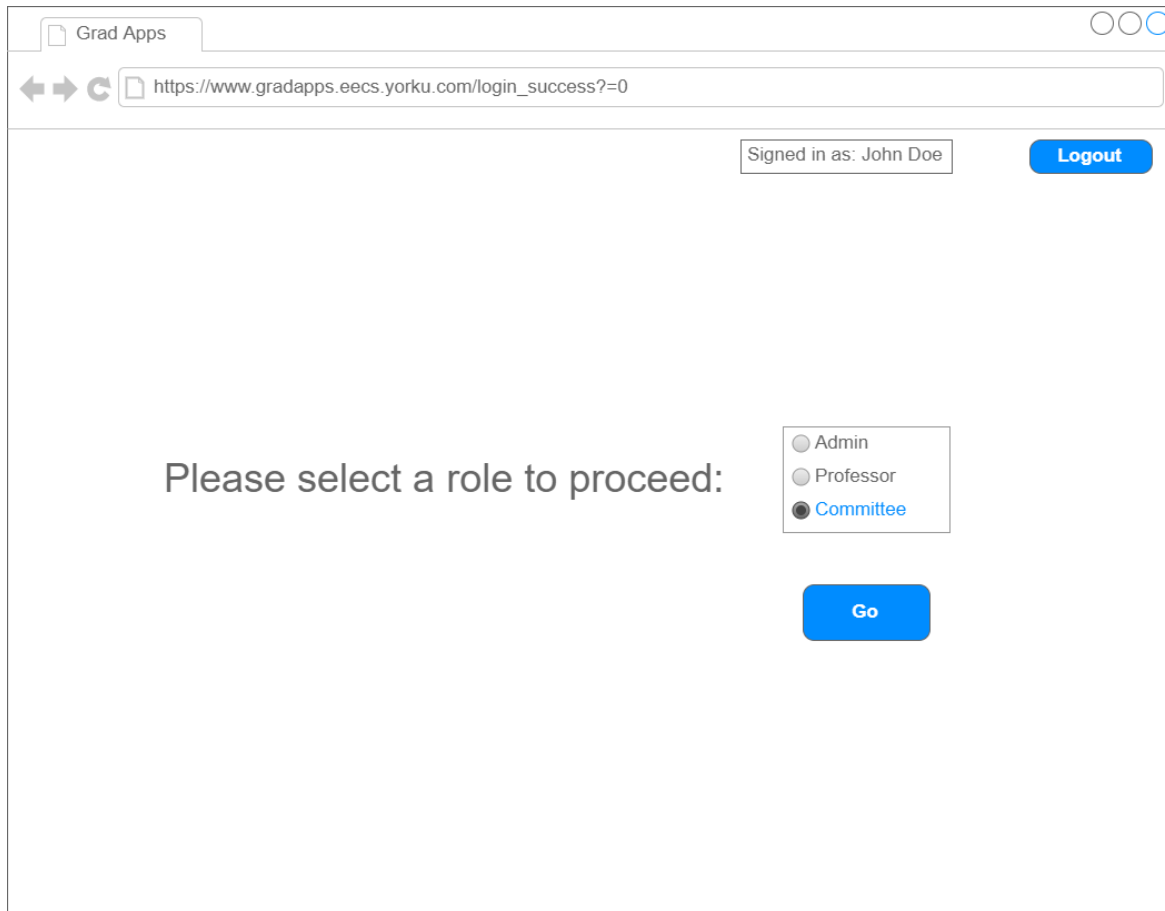 Grad Apps
https://www.gradapps.eecs.yorku.com/login_success?=0
Signed in as: John Doe
Logout
Please select a role to proceed:
Admin
Professor
Committee
Go